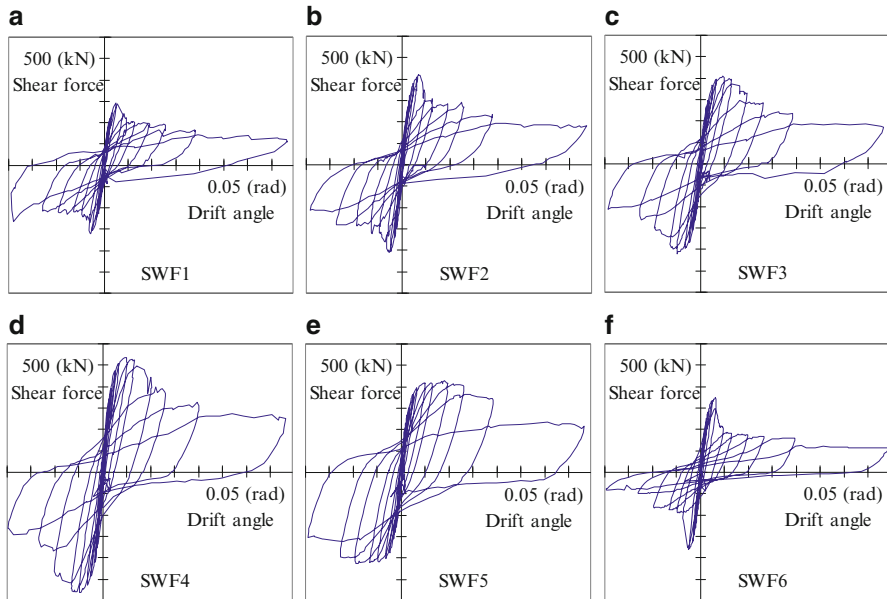 a
500 (kN)
Shear force
0.05 (rad)
Drift angle
SWF1
b
500 (kN)
Shear force
0.05 (rad)
Drift angle
SWF2
c
500 (kN)
Shear force
0.05 (rad)
Drift angle
SWF3
d
500 (kN)
Shear force
0.05 (rad)
Drift angle
SWF4
e
500 (kN)
Shear force
0.05 (rad)
Drift angle
SWF5
f
500 (kN)
Shear force
0.05 (rad)
Drift angle
SWF6